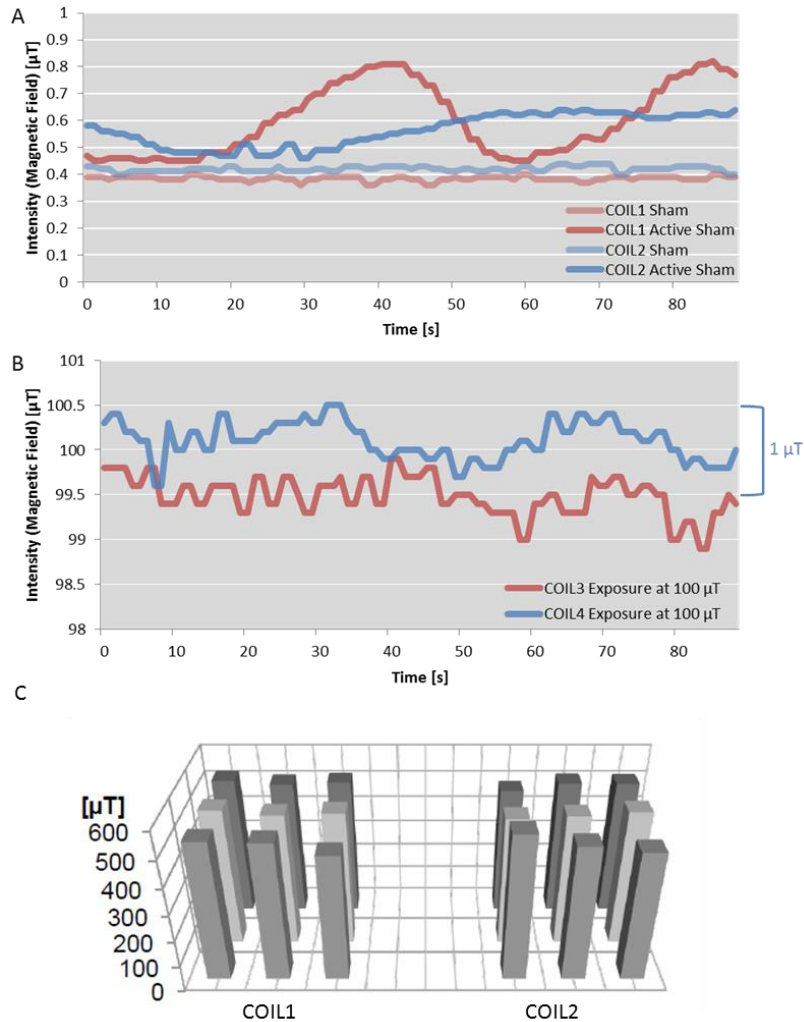 A
Intensity (Magnetic Field) [µT]
1
0.9
0.8
0.7
0.6
0.5
0.4
0.3
0.2
0.1
0
COIL1 Sham
COIL1 Active Sham
COIL2 Sham
COIL2 Active Sham
0 10 20 30 40 50 60 70 80
Time [s]
B
Intensity (Magnetic Field) [µT]
101
100.5
100
99.5
99
98.5
98
1 µT
COIL3 Exposure at 100 µT
COIL4 Exposure at 100 µT
0 10 20 30 40 50 60 70 80
Time [s]
C
[µT]
600
500
400
300
200
100
0
COIL1 COIL2